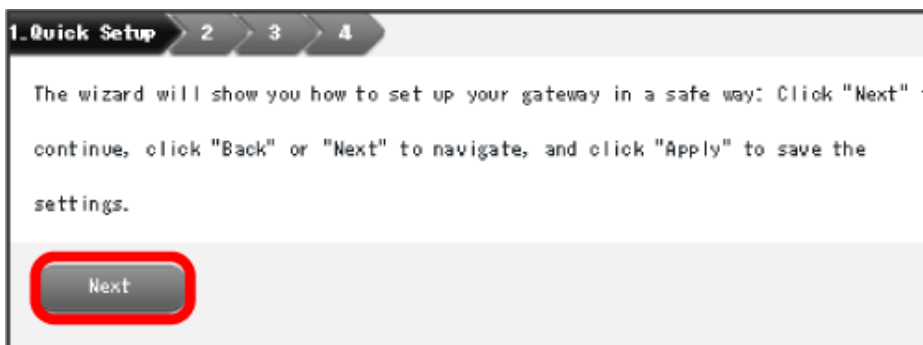 1.Quick Setup 2 3 4
The wizard will show you how to set up your gateway in a safe way: Click "Next"
continue, click "Back" or "Next" to navigate, and click "Apply" to save the
settings.
Next